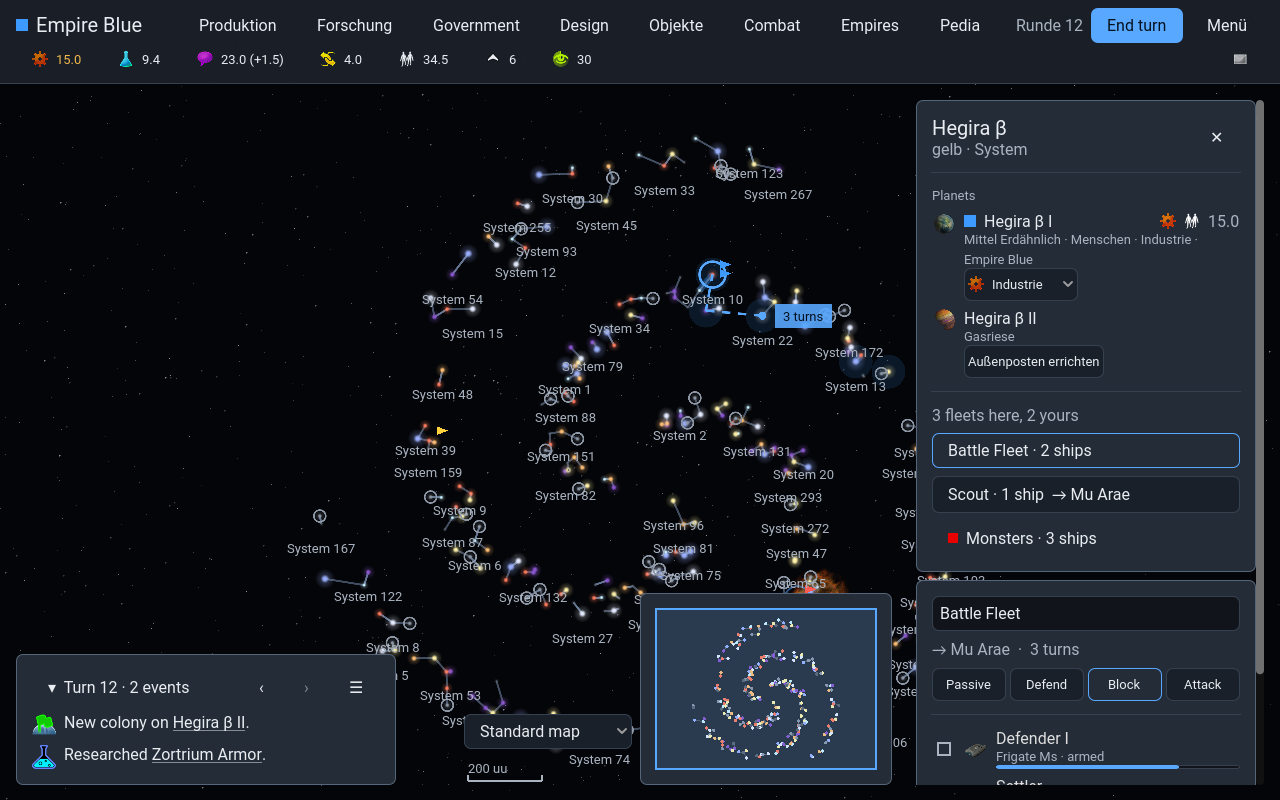 Empire Blue
Produktion
Forschung
Government
Design
Objekte
Combat
Empires
Pedia
Runde 12
End turn
Menü
15.0
9.4
23.0 (+1.5)
4.0
34.5
6
30
System 123
System 33
System 267
System 30
System 45
System 255
System 93
System 12
System 54
System 10
System 15
System 34
3 turns
System 22
System 172
System 79
System 13
System 1
System 48
System 88
System 2
System 39
System 151
System 131
System 159
System 20
System 82
System 293
System 9
System 96
System 272
System 167
System 87
System 81
System 47
System 6
System 75
System 65
System 122
System 132
System 27
System 8
System 53
System 74
Hegira β
gelb · System
Planets
Hegira β I
15.0
Mittel Erdähnlich · Menschen · Industrie ·
Empire Blue
Industrie
Hegira β II
Gasriese
Außenposten errichten
3 fleets here, 2 yours
Battle Fleet · 2 ships
Scout · 1 ship → Mu Arae
Monsters · 3 ships
Battle Fleet
→ Mu Arae · 3 turns
Passive
Defend
Block
Attack
Defender I
Frigate Ms · armed
▾ Turn 12 · 2 events
‹
›
☰
New colony on Hegira β II.
Researched Zortrium Armor.
Standard map
200 uu